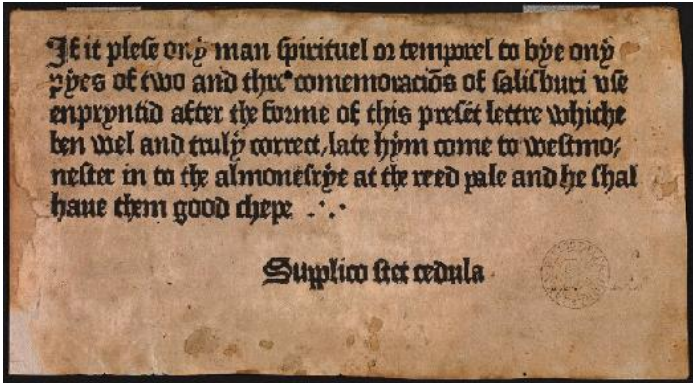 If it plese ony man spirituel or temporel to bye ony
pyes of two and thre comemoraciõs of salisburi vse
enpryntid after the forme of this presẽt lettre whiche
ben wel and truly correct, late hym come to westmo-
nester in to the almonesrye at the reed pale and he shal
haue them good chepe .·.
Supplico stet cedula